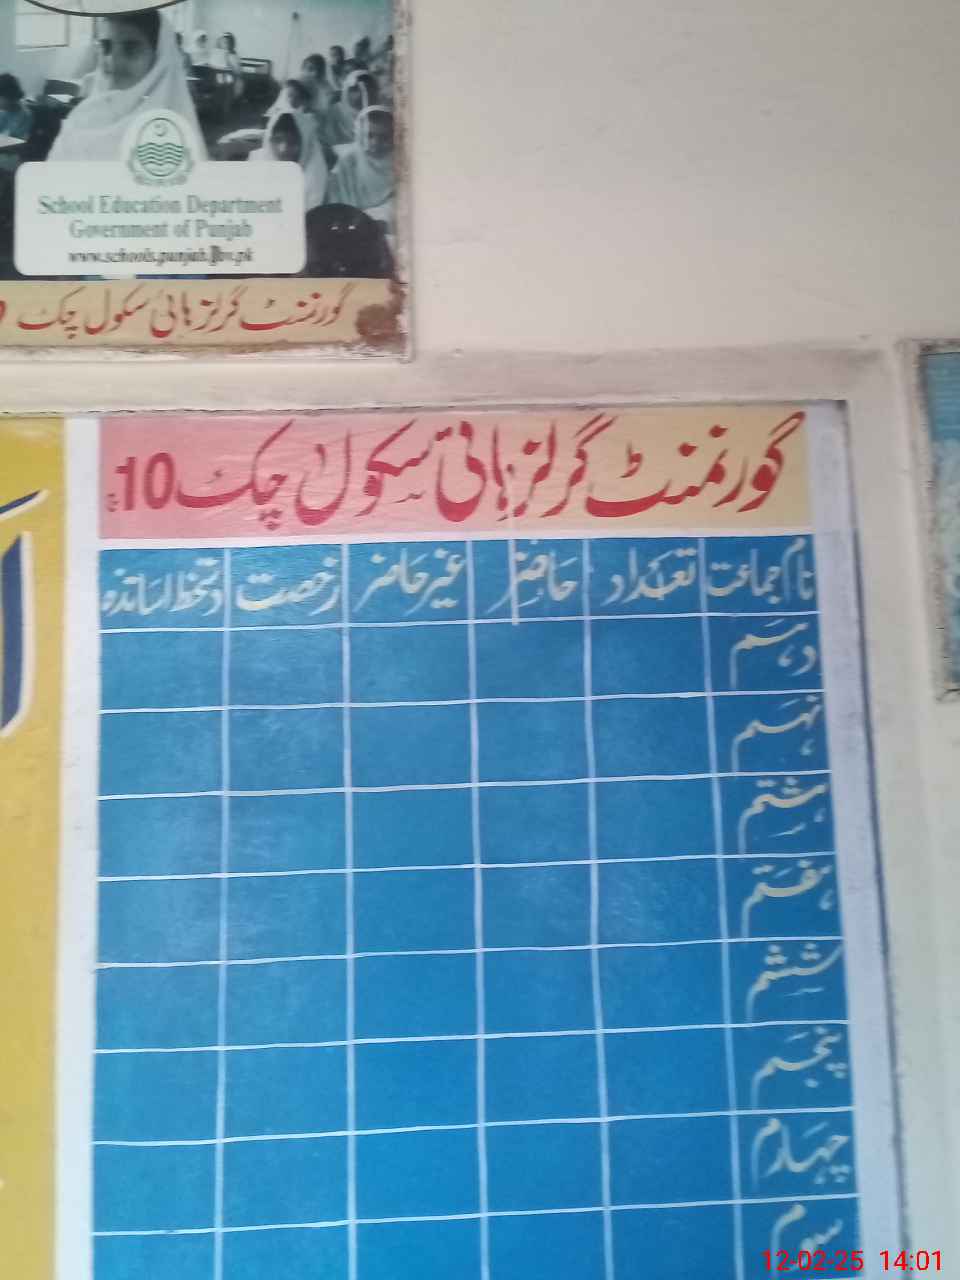 School Education Department
Government of Punjab
www.schools.punjab.gov.pk
گورنمنٹ گرلز ہائی سکول چک
گورنمنٹ گرلز ہائی سکول چک 10
نام جماعت تعداد حاضر غیر حاضر رخصت دستخط اساتذہ
دہم
نہم
ہشتم
ہفتم
ششم
پنجم
چہارم
سوم
12-02-25 14:01